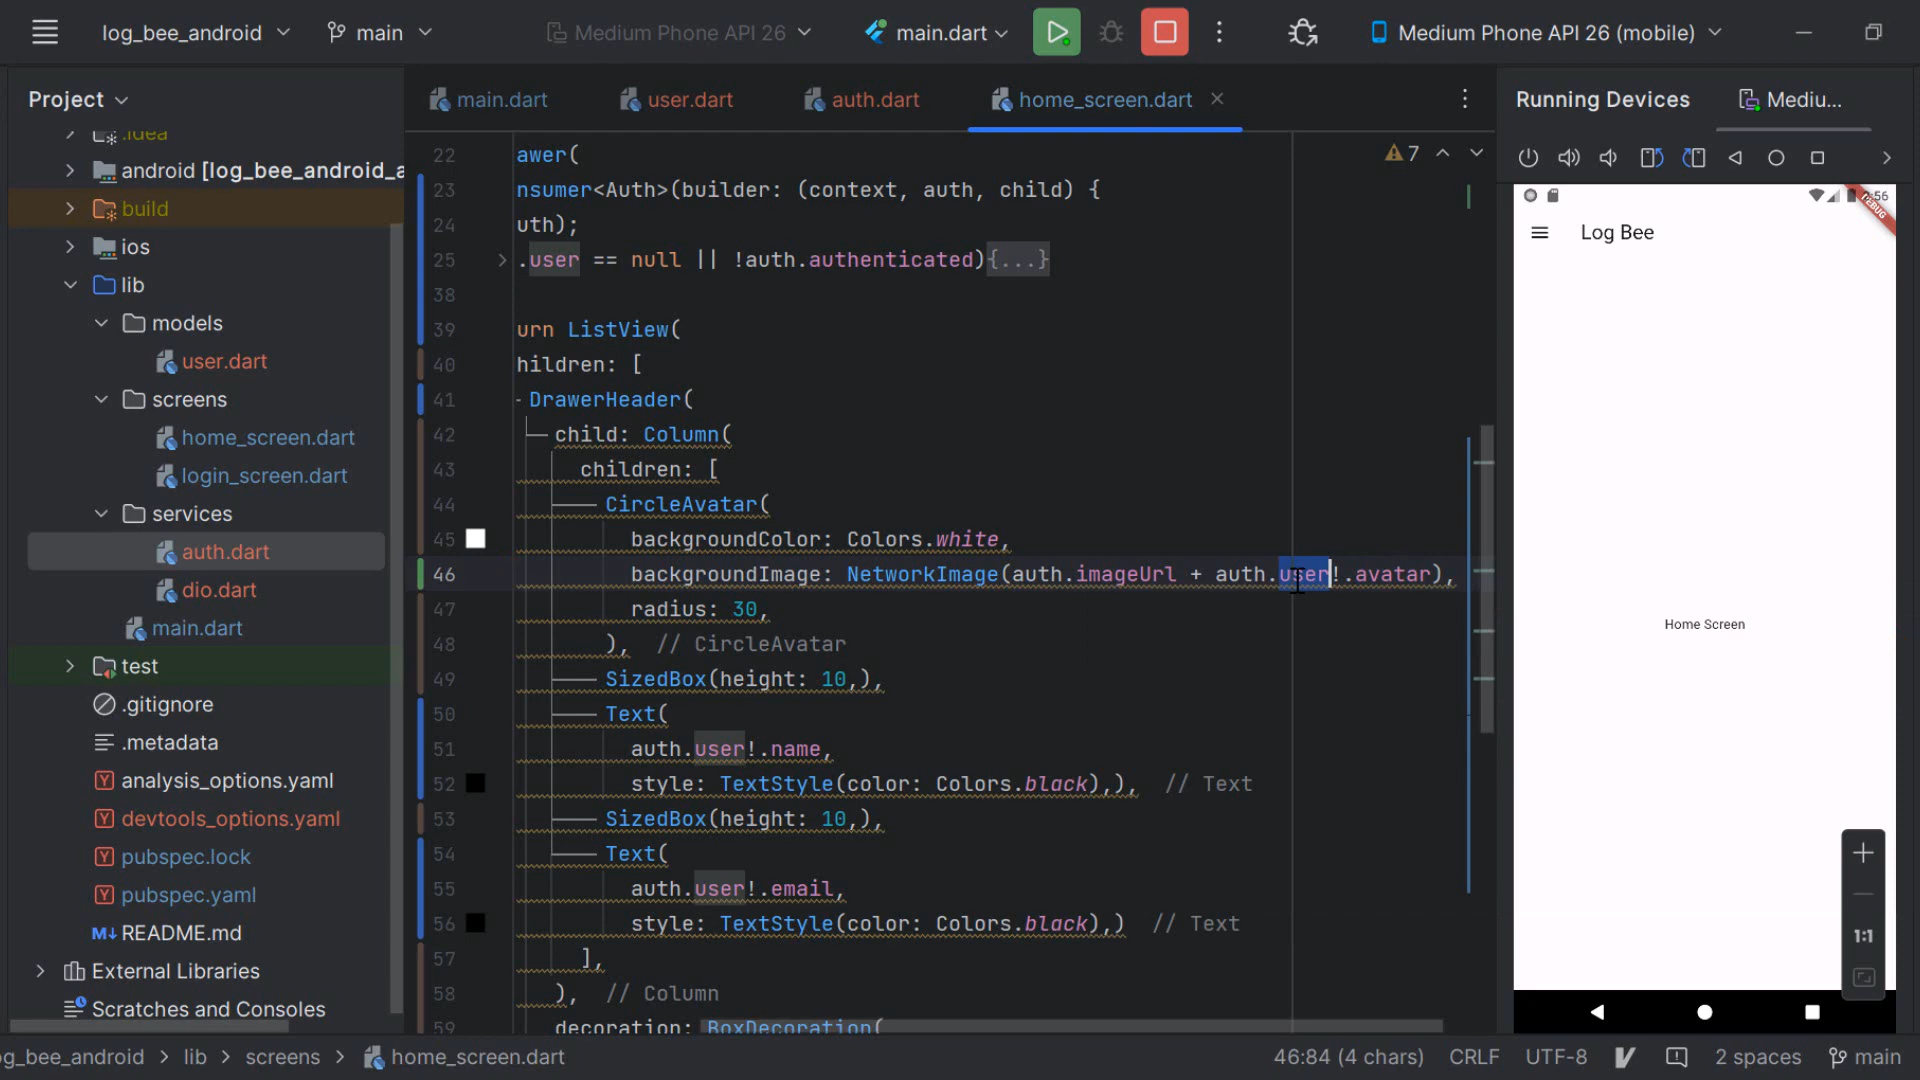 log_bee_android main Medium Phone API 26 main.dart Medium Phone API 26 (mobile)
Project main.dart user.dart auth.dart home_screen.dart Running Devices Mediu...
.idea
android [log_bee_android_a
build
ios
lib
models
user.dart
screens
home_screen.dart
login_screen.dart
services
auth.dart
dio.dart
main.dart
test
.gitignore
.metadata
analysis_options.yaml
devtools_options.yaml
pubspec.lock
pubspec.yaml
M↓ README.md
External Libraries
Scratches and Consoles
7
22 awer(
23 nsumer<Auth>(builder: (context, auth, child) {
24 uth);
25 .user == null || !auth.authenticated){...}
38
39 urn ListView(
40 hildren: [
41 DrawerHeader(
42 child: Column(
43 children: [
44 CircleAvatar(
45 backgroundColor: Colors.white,
46 backgroundImage: NetworkImage(auth.imageUrl + auth.user!.avatar),
47 radius: 30,
48 ), // CircleAvatar
49 SizedBox(height: 10,),
50 Text(
51 auth.user!.name,
52 style: TextStyle(color: Colors.black),), // Text
53 SizedBox(height: 10,),
54 Text(
55 auth.user!.email,
56 style: TextStyle(color: Colors.black),) // Text
57 ],
58 ), // Column
59 decoration: BoxDecoration(
:56
DEBUG
Log Bee
Home Screen
1:1
og_bee_android > lib > screens > home_screen.dart 46:84 (4 chars) CRLF UTF-8 2 spaces main